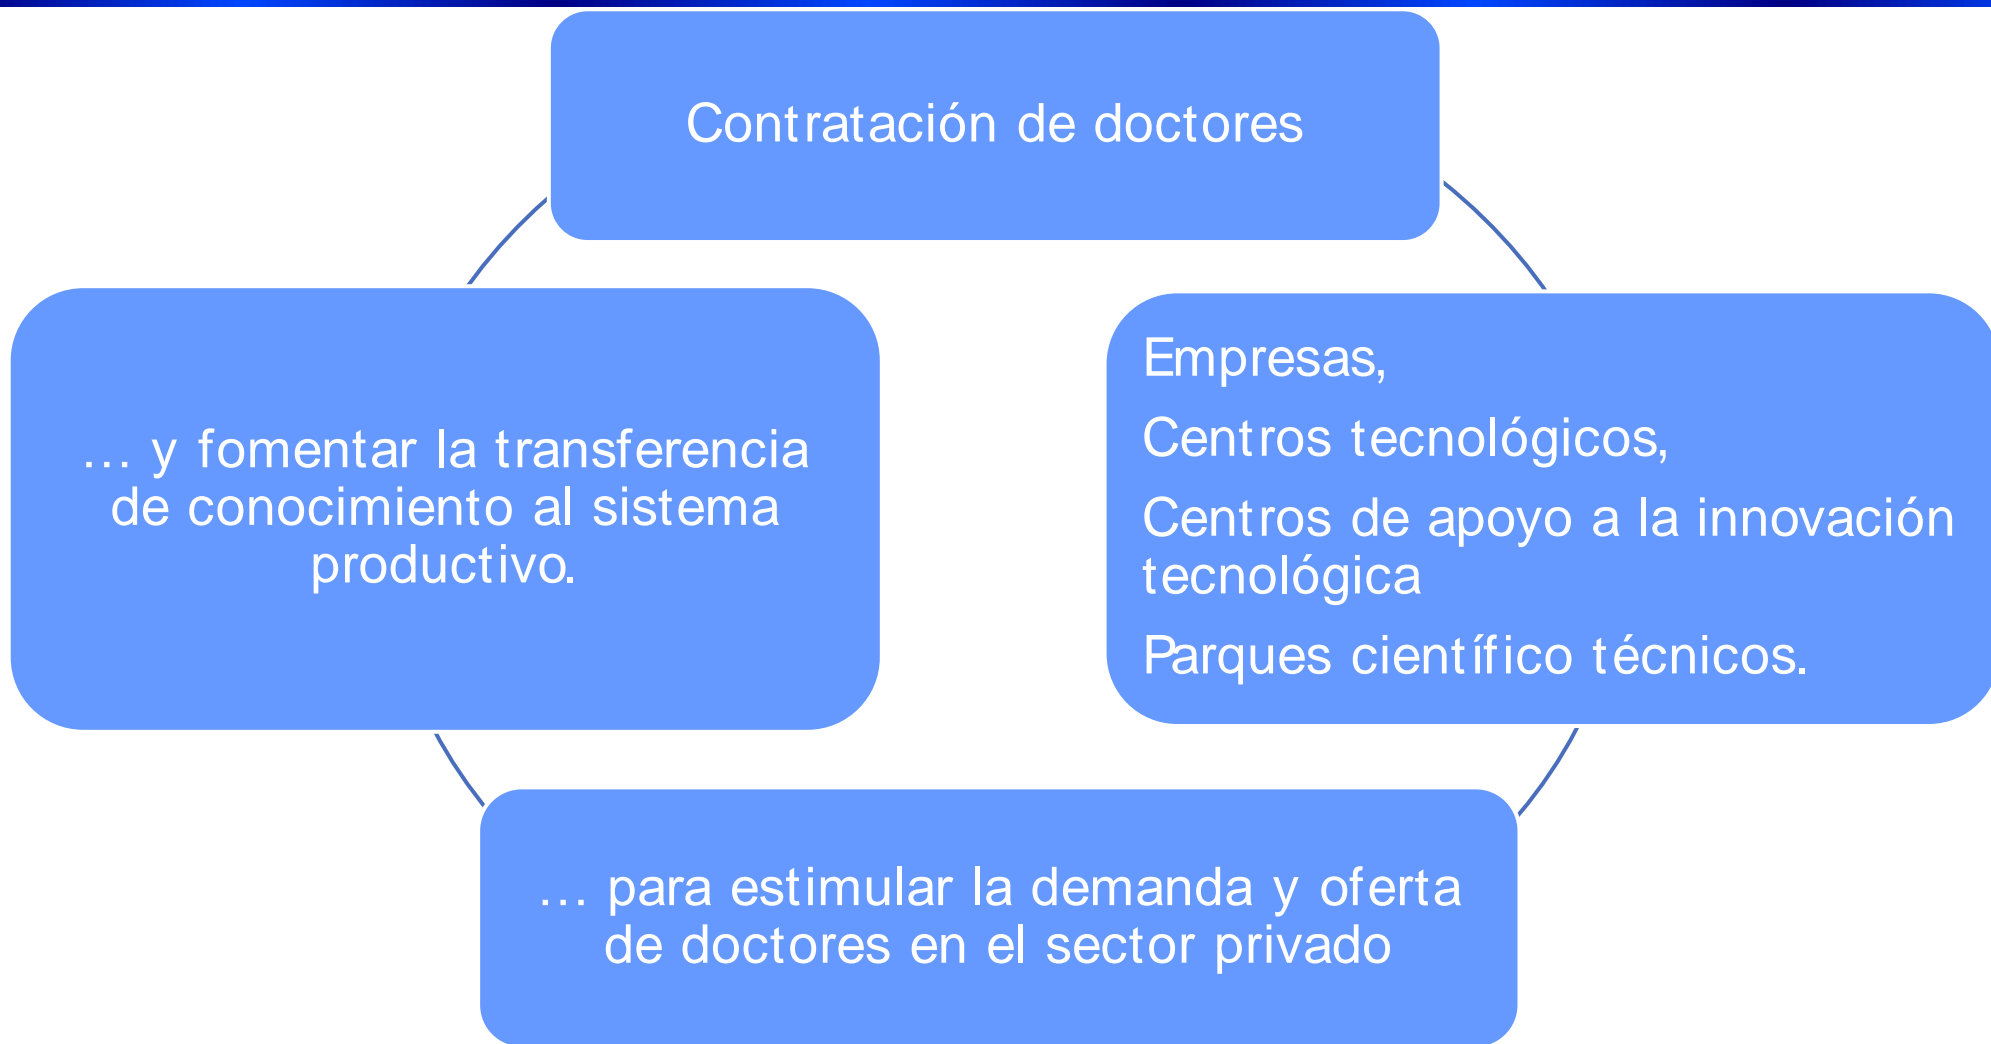 Contratación de doctores
Empresas,
Centros tecnológicos,
Centros de apoyo a la innovación
tecnológica
Parques científico técnicos.
… para estimular la demanda y oferta
de doctores en el sector privado
… y fomentar la transferencia
de conocimiento al sistema
productivo.